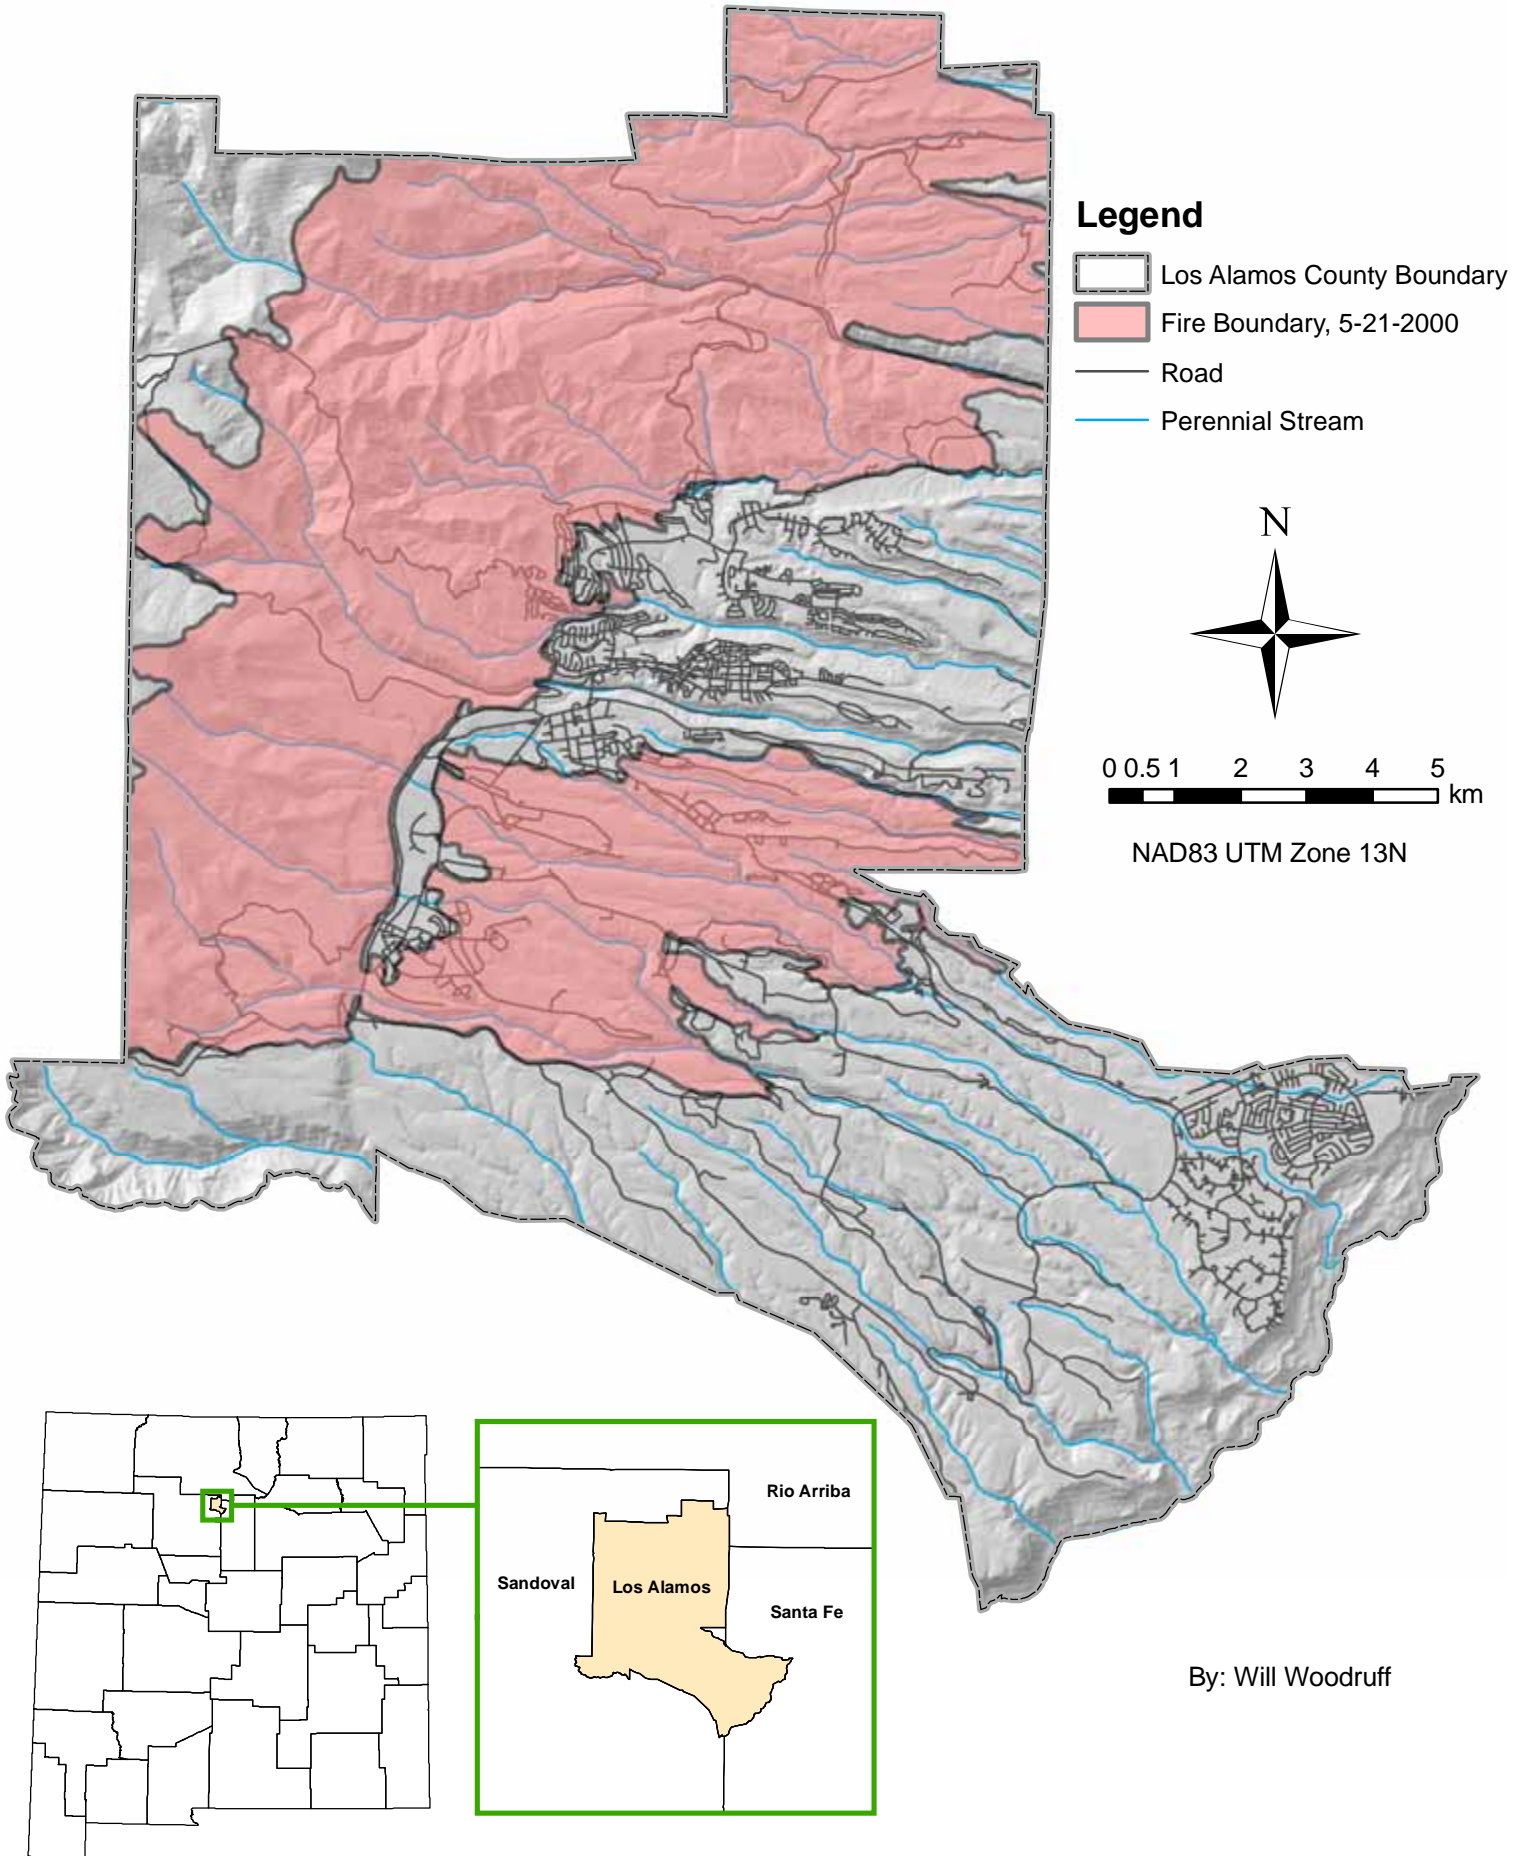 Legend
Los Alamos County Boundary
Fire Boundary, 5-21-2000
Road
Perennial Stream
N
0 0.5 1 2 3 4 5
km
NAD83 UTM Zone 13N
Rio Arriba
Sandoval
Los Alamos
Santa Fe
By: Will Woodruff